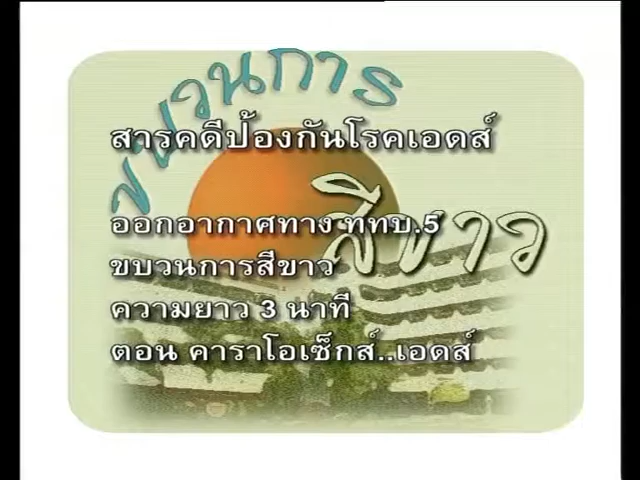 ขบวนการ
สีขาว
สารคดีป้องกันโรคเอดส์
ออกอากาศทาง ททบ.5
ขบวนการสีขาว
ความยาว 3 นาที
ตอน คาราโอเซ็กส์..เอดส์